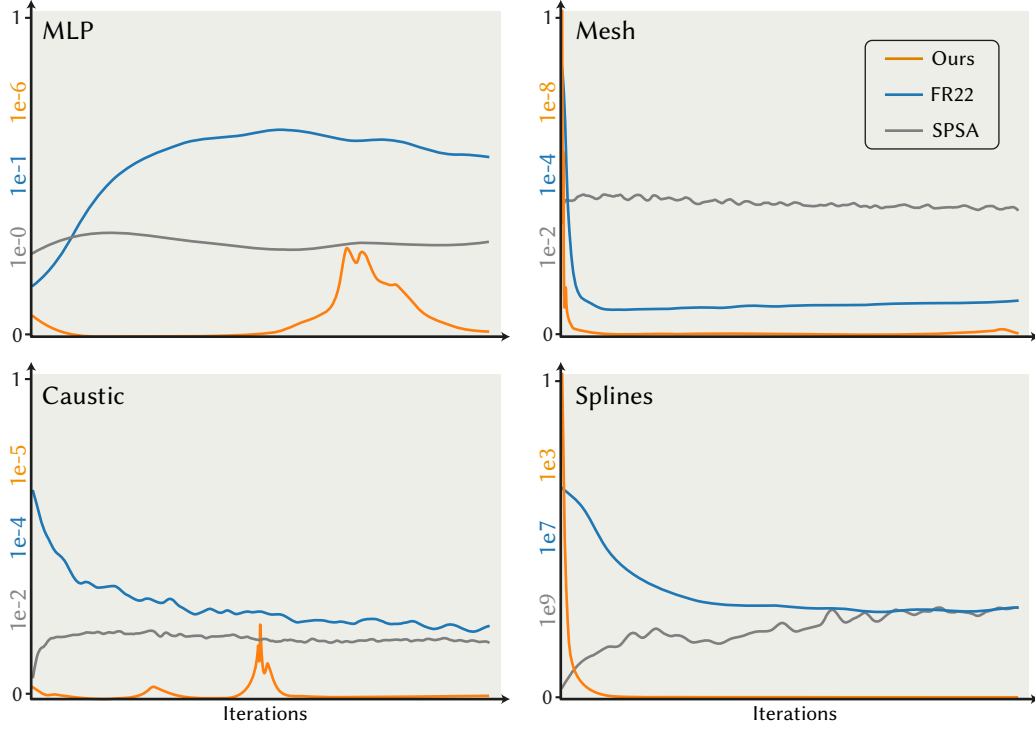 1
MLP
1e-6
1e-1
1e-0
0
1
Mesh
Ours
FR22
SPSA
1e-8
1e-4
1e-2
0
1
Caustic
1e-5
1e-4
1e-2
0
Iterations
1
Splines
1e3
1e7
1e9
0
Iterations